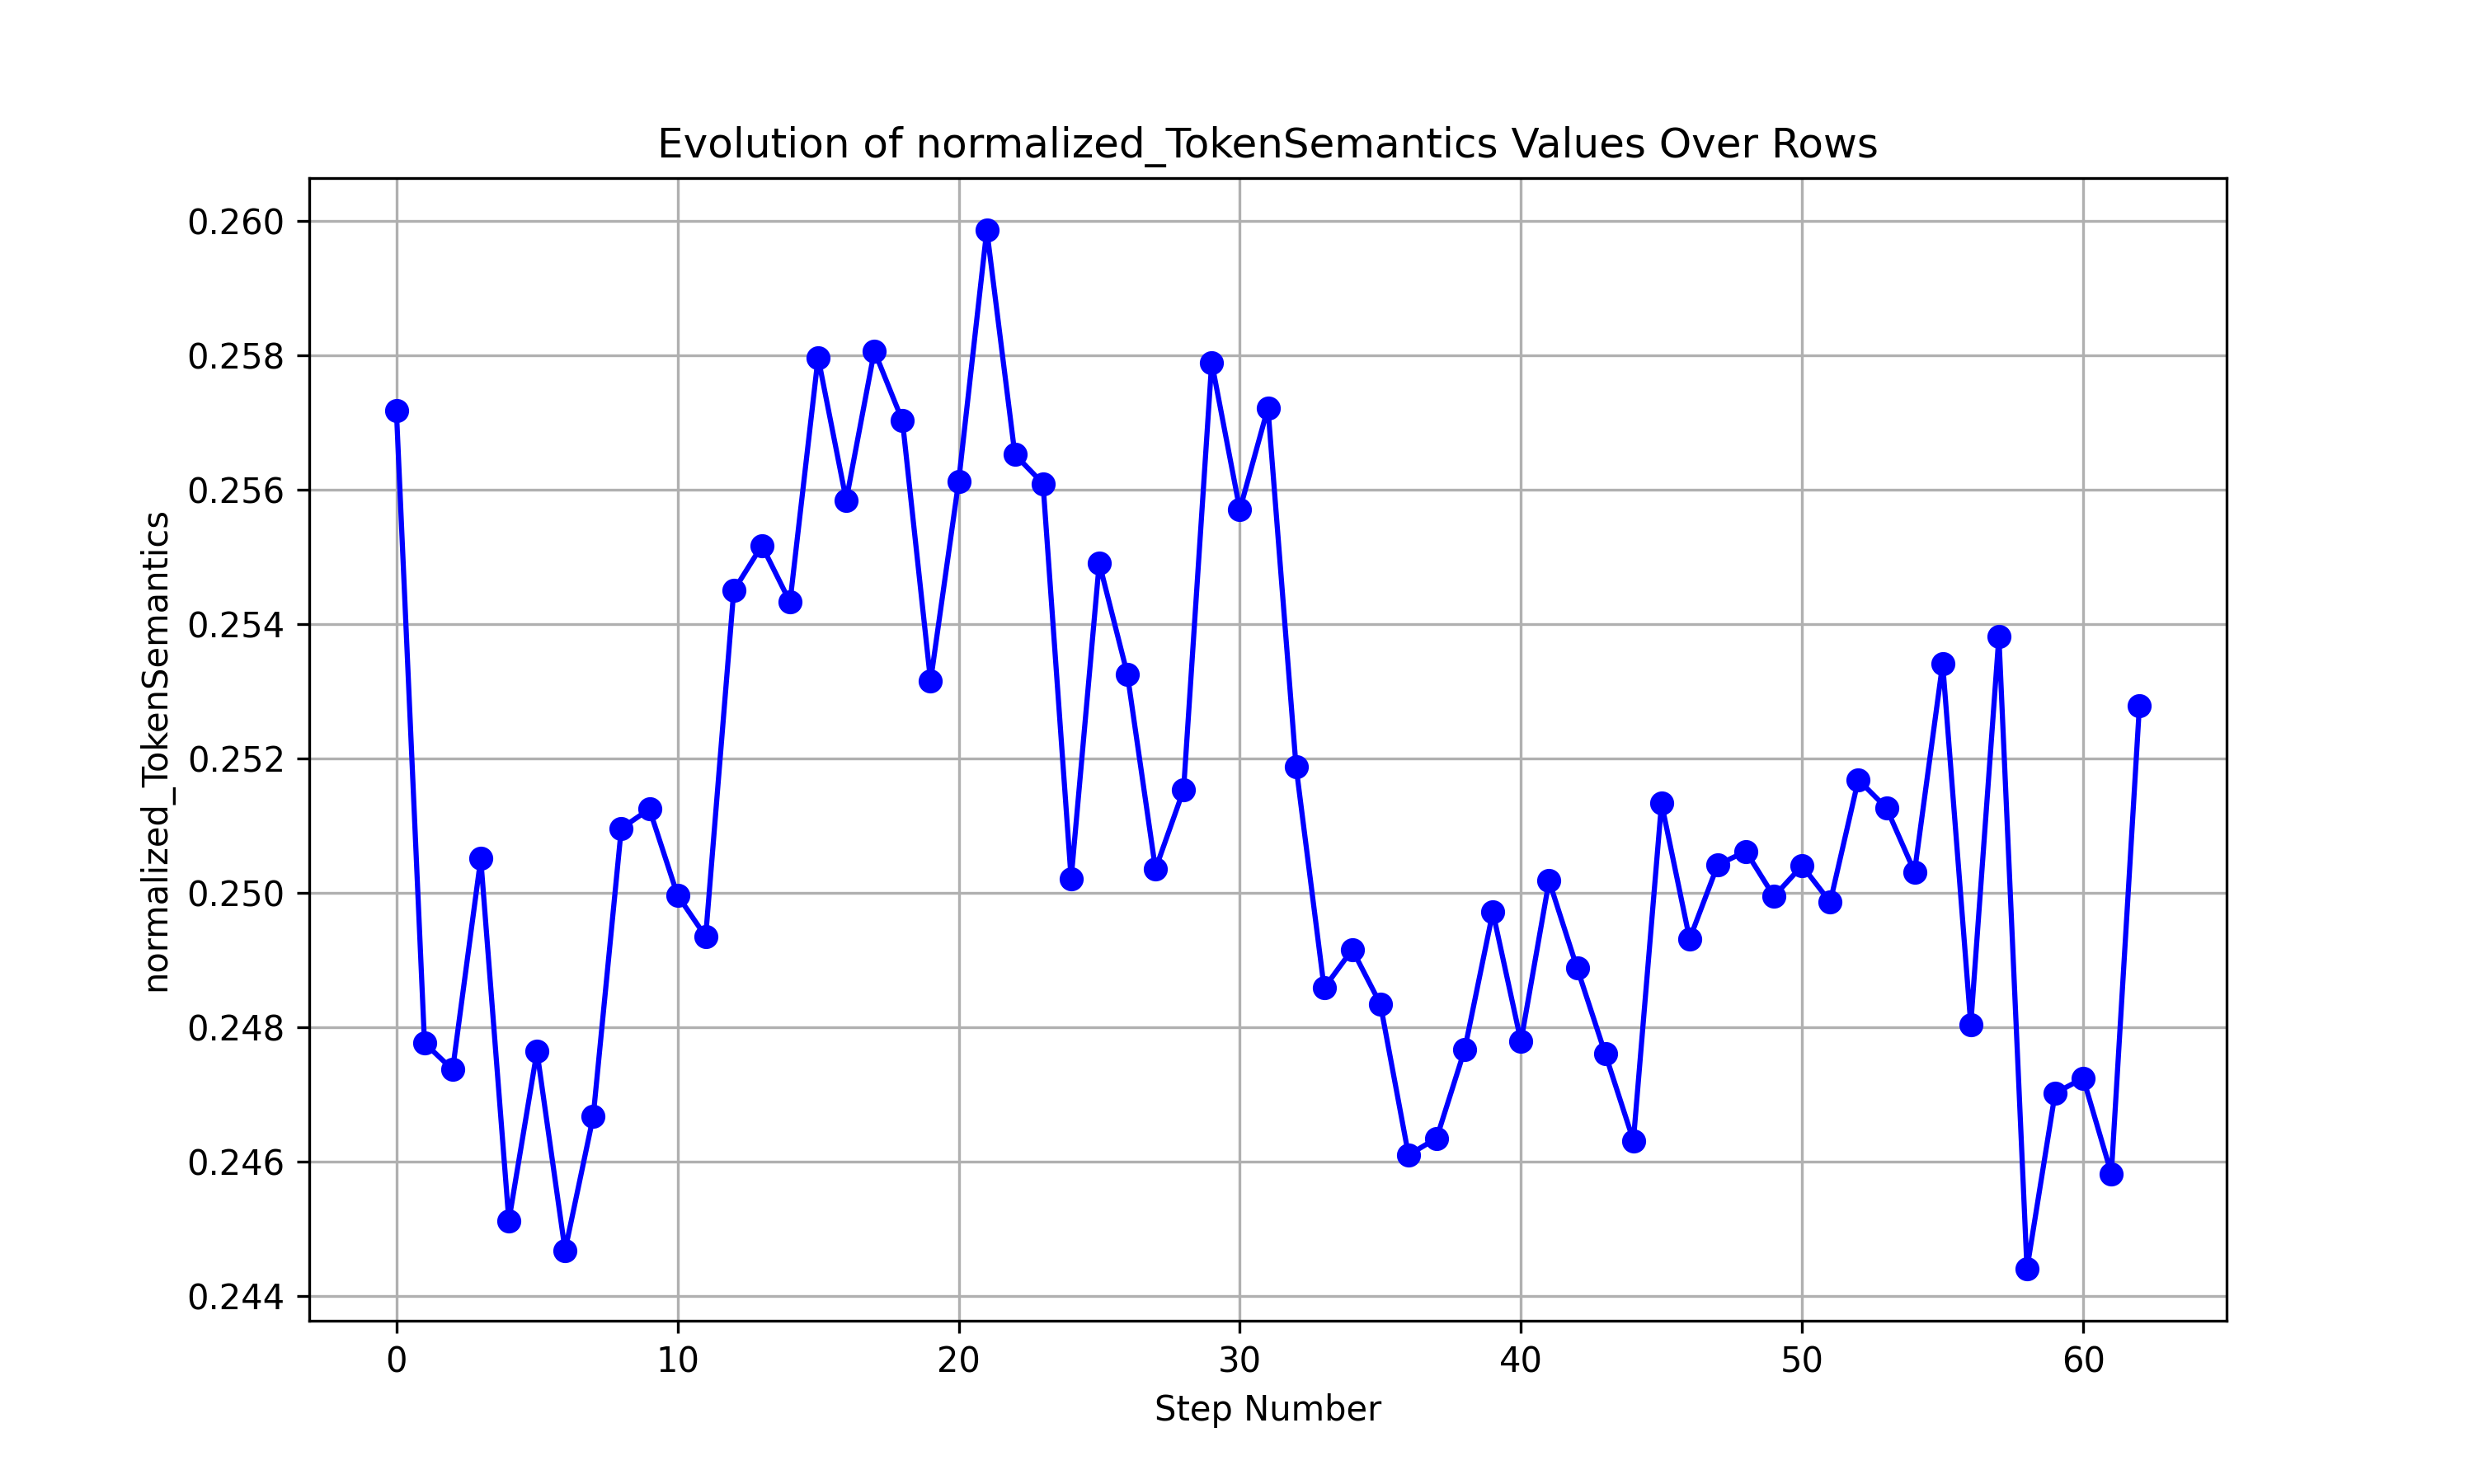 Evolution of normalized_TokenSemantics Values Over Rows
normalized_TokenSemantics
0.260
0.258
0.256
0.254
0.252
0.250
0.248
0.246
0.244
0 10 20 30 40 50 60
Step Number